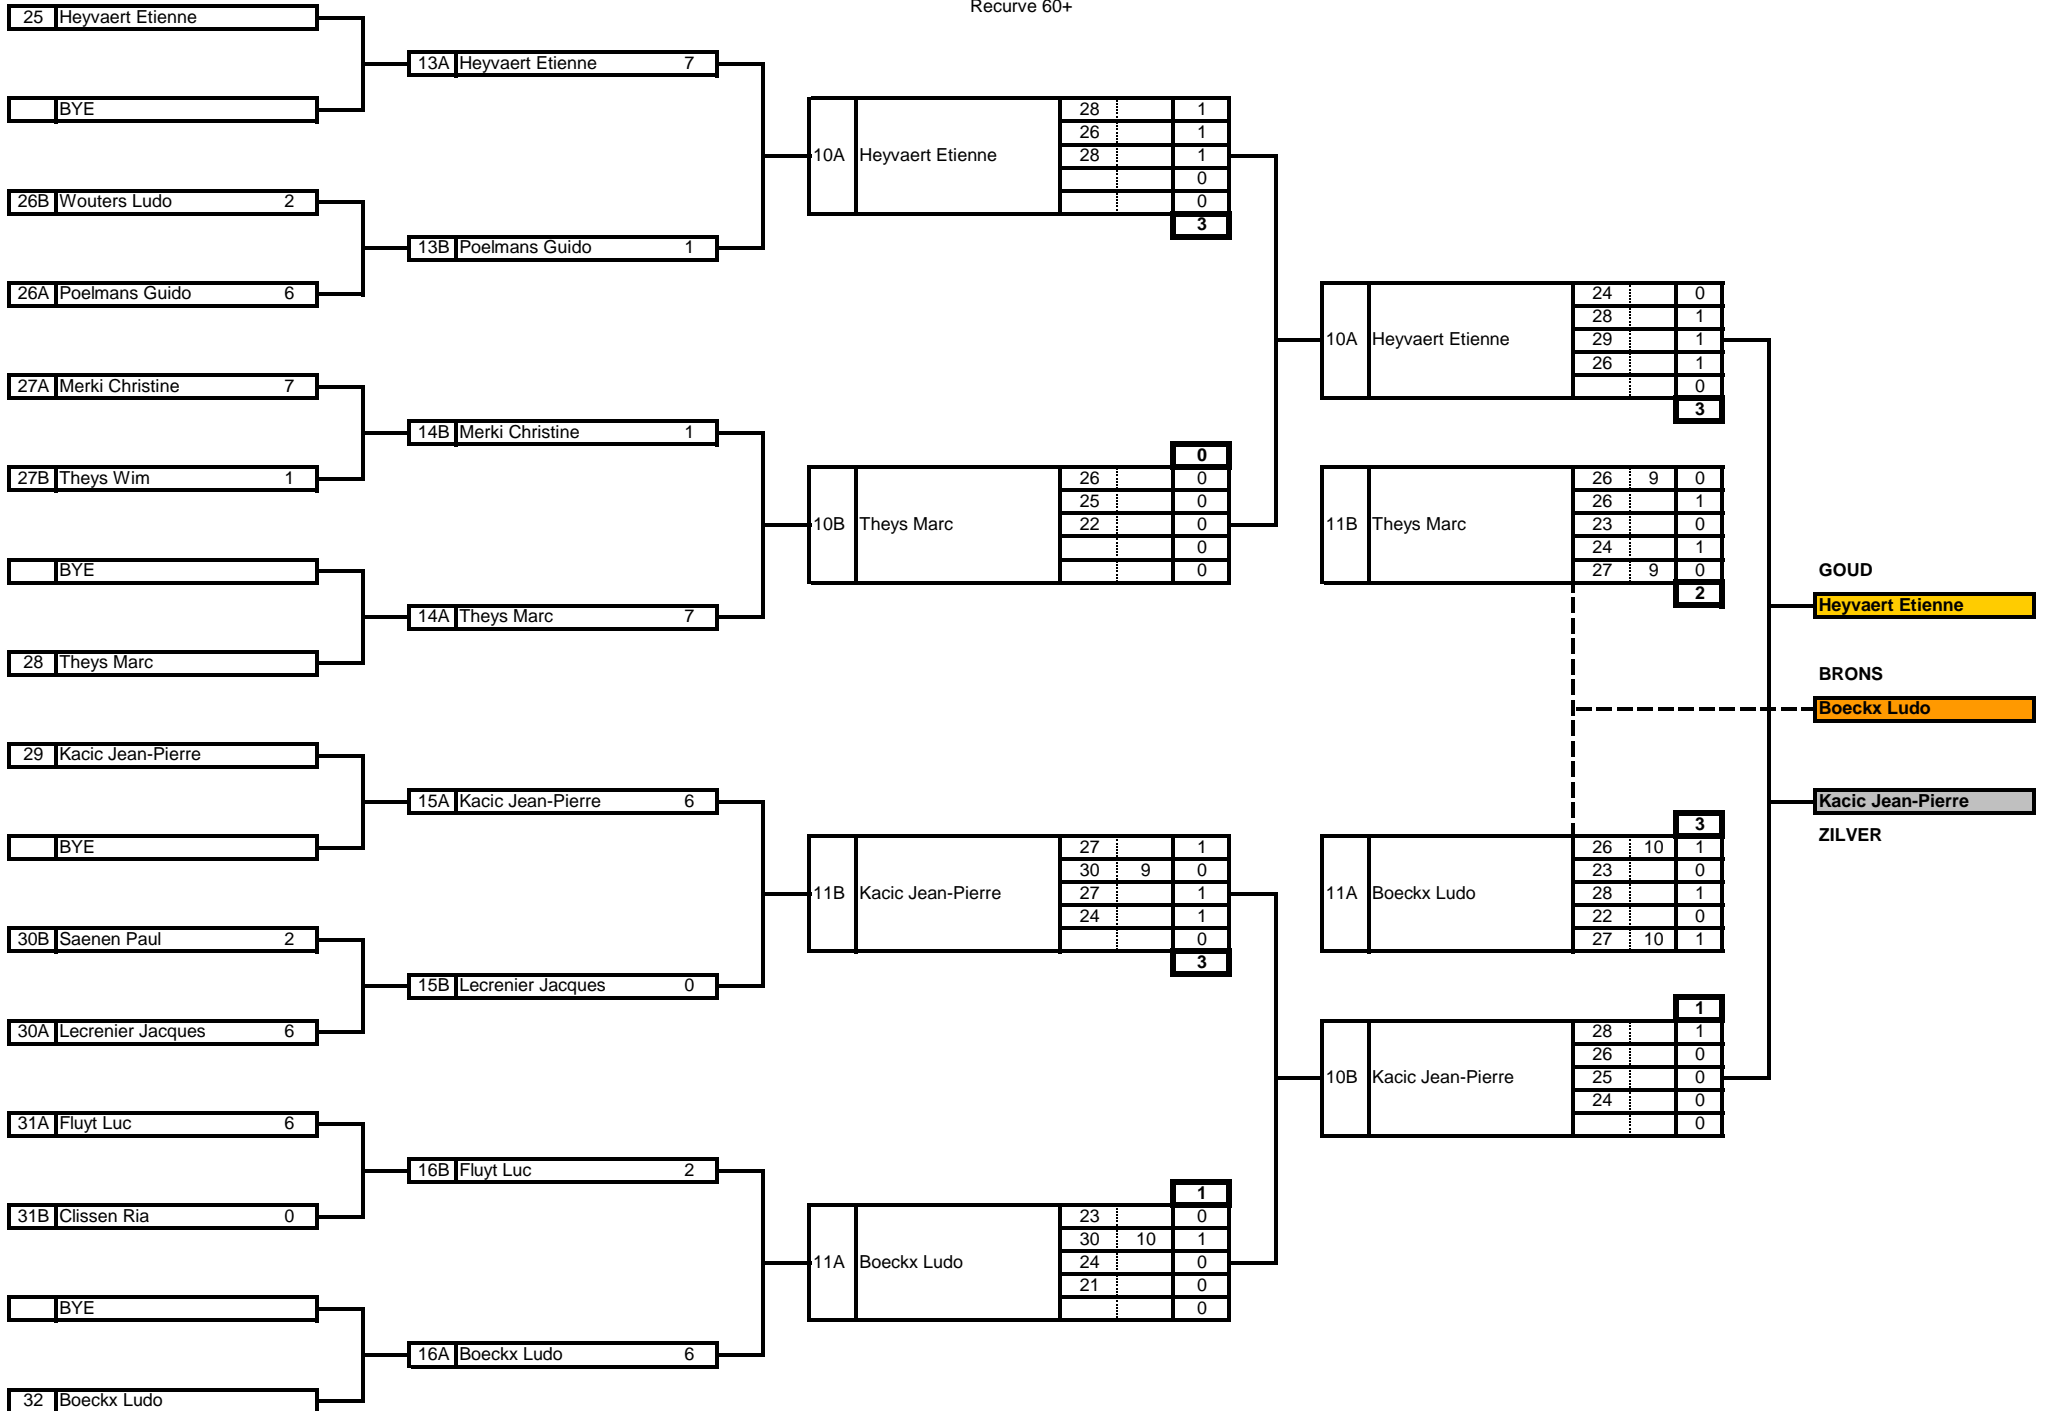 Recurve 60+
25 Heyvaert Etienne
BYE
26B Wouters Ludo 2
26A Poelmans Guido 6
27A Merki Christine 7
27B Theys Wim 1
BYE
28 Theys Marc
29 Kacic Jean-Pierre
BYE
30B Saenen Paul 2
30A Lecrenier Jacques 6
31A Fluyt Luc 6
31B Clissen Ria 0
BYE
32 Boeckx Ludo
13A Heyvaert Etienne 7
13B Poelmans Guido 1
14B Merki Christine 1
14A Theys Marc 7
15A Kacic Jean-Pierre 6
15B Lecrenier Jacques 0
16B Fluyt Luc 2
16A Boeckx Ludo 6
28 1
26 1
10A Heyvaert Etienne 28 1
0
0
3
0
26 0
25 0
10B Theys Marc 22 0
0
0
27 1
30 9 0
11B Kacic Jean-Pierre 27 1
24 1
0
3
1
23 0
30 10 1
11A Boeckx Ludo 24 0
21 0
0
24 0
28 1
10A Heyvaert Etienne 29 1
26 1
0
3
26 9 0
26 1
11B Theys Marc 23 0
24 1
27 9 0
2
3
26 10 1
23 0
11A Boeckx Ludo 28 1
22 0
27 10 1
1
28 1
26 0
10B Kacic Jean-Pierre 25 0
24 0
0
GOUD
Heyvaert Etienne
BRONS
Boeckx Ludo
Kacic Jean-Pierre
ZILVER